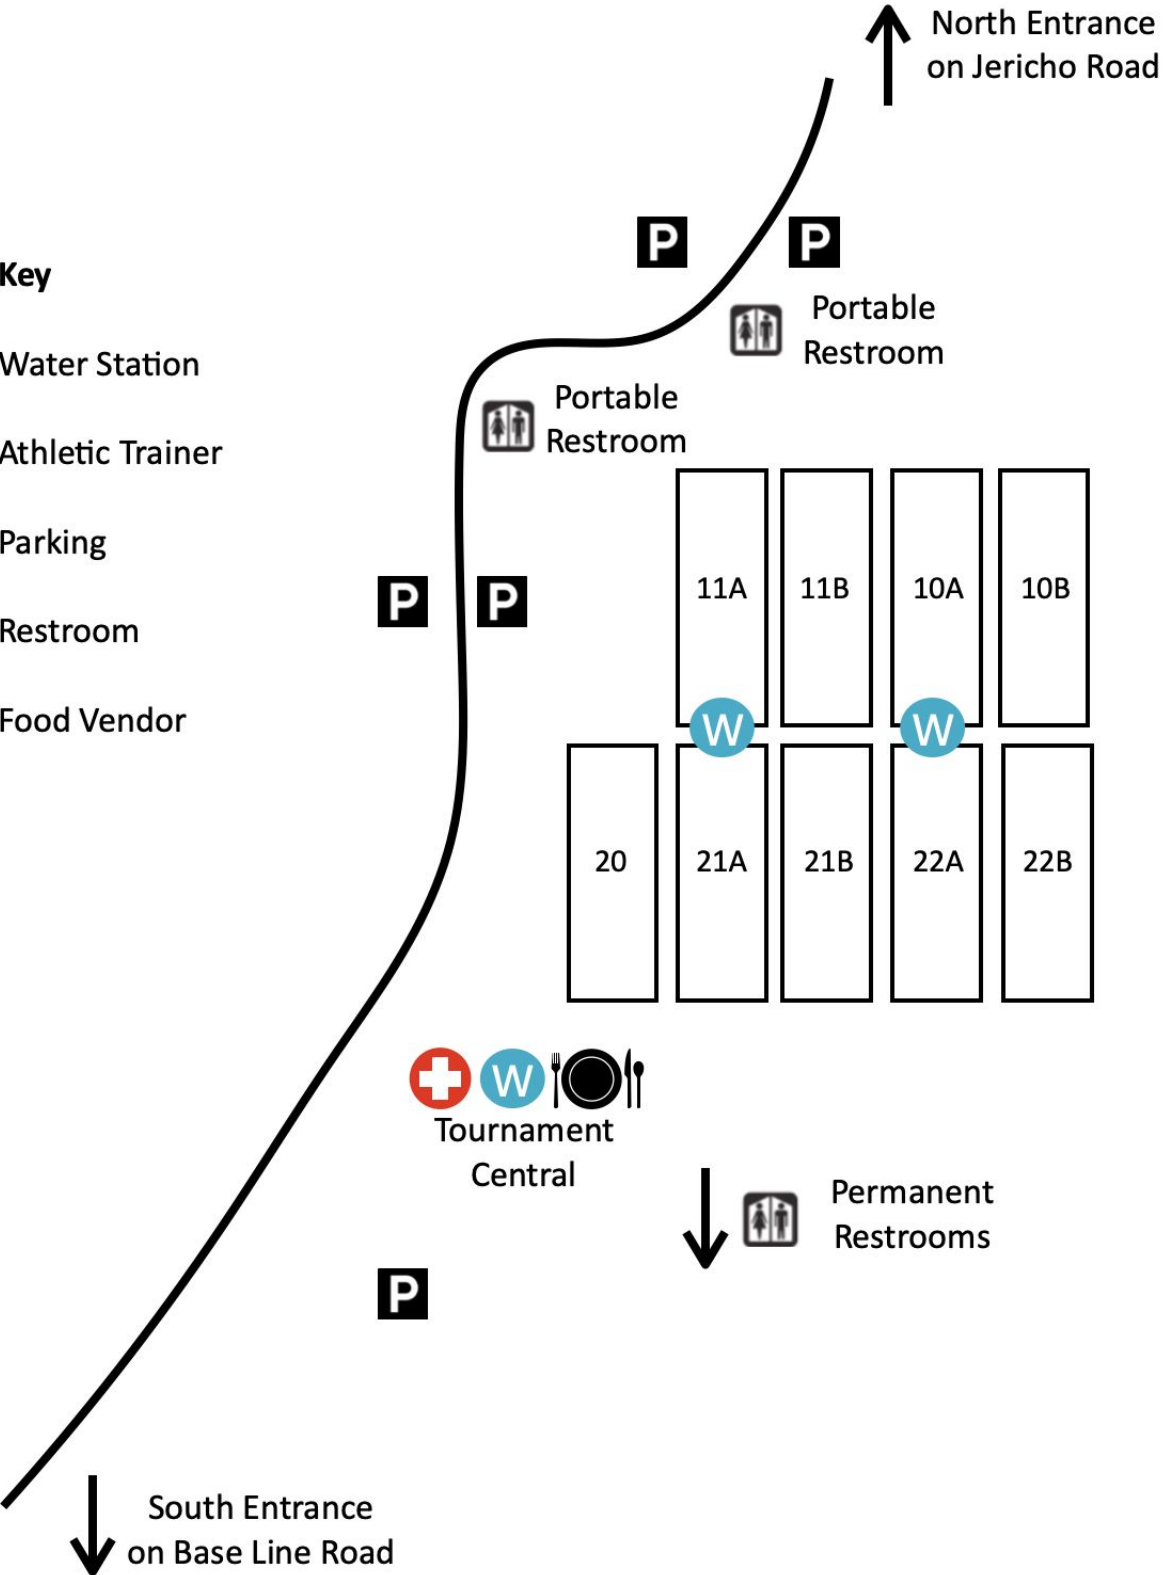 North Entrance
on Jericho Road
P P
Key
Portable
Restroom
Water Station
Portable
Restroom
Athletic Trainer
Parking
P P
11A 11B 10A 10B
Restroom
Food Vendor
W W
20 21A 21B 22A 22B
W
Tournament
Central
Permanent
Restrooms
P
South Entrance
on Base Line Road